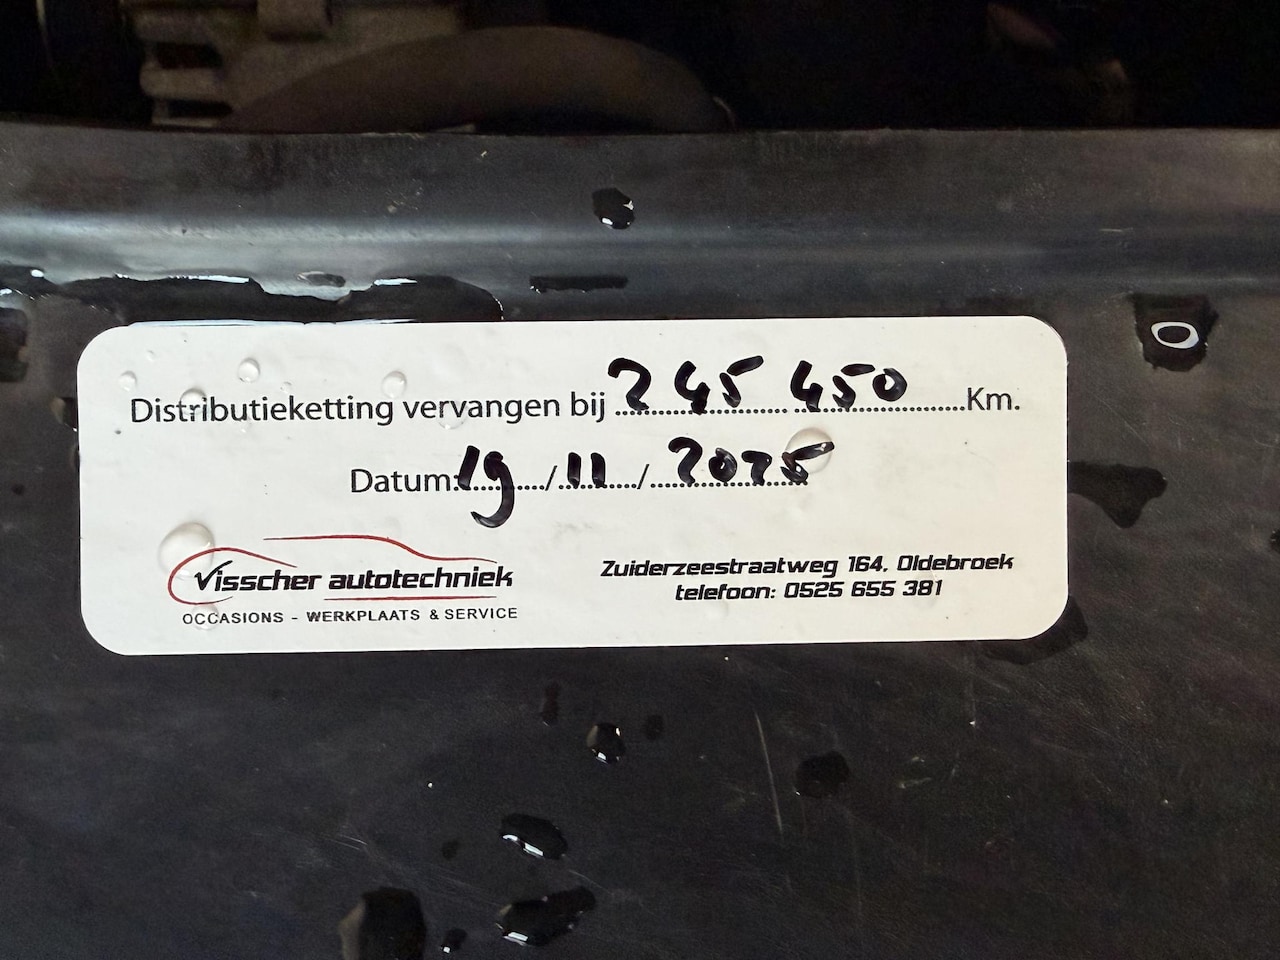 Distributieketting vervangen bij 245 450 Km.
Datum: 19/11/2025
Visscher autotechniek
OCCASIONS - WERKPLAATS & SERVICE
Zuiderzeestraatweg 164, Oldebroek
telefoon: 0525 655 381